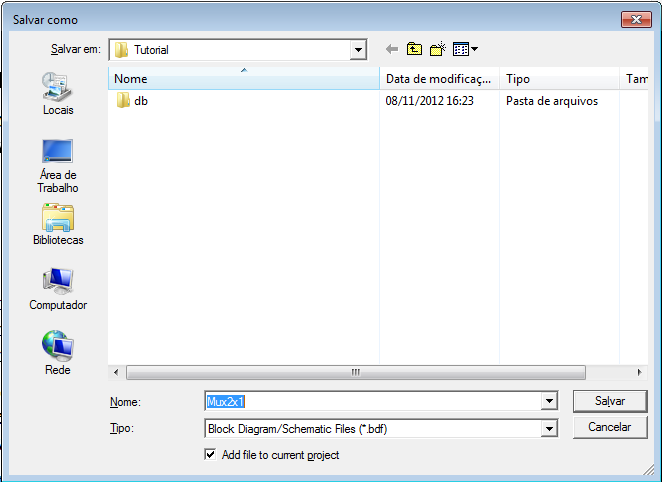 Salvar como
Salvar em: Tutorial
Nome Data de modificaç... Tipo Tam
db 08/11/2012 16:23 Pasta de arquivos
Locais
Área de
Trabalho
Bibliotecas
Computador
Rede
Nome: Mux2x1 Salvar
Tipo: Block Diagram/Schematic Files (*.bdf) Cancelar
Add file to current project